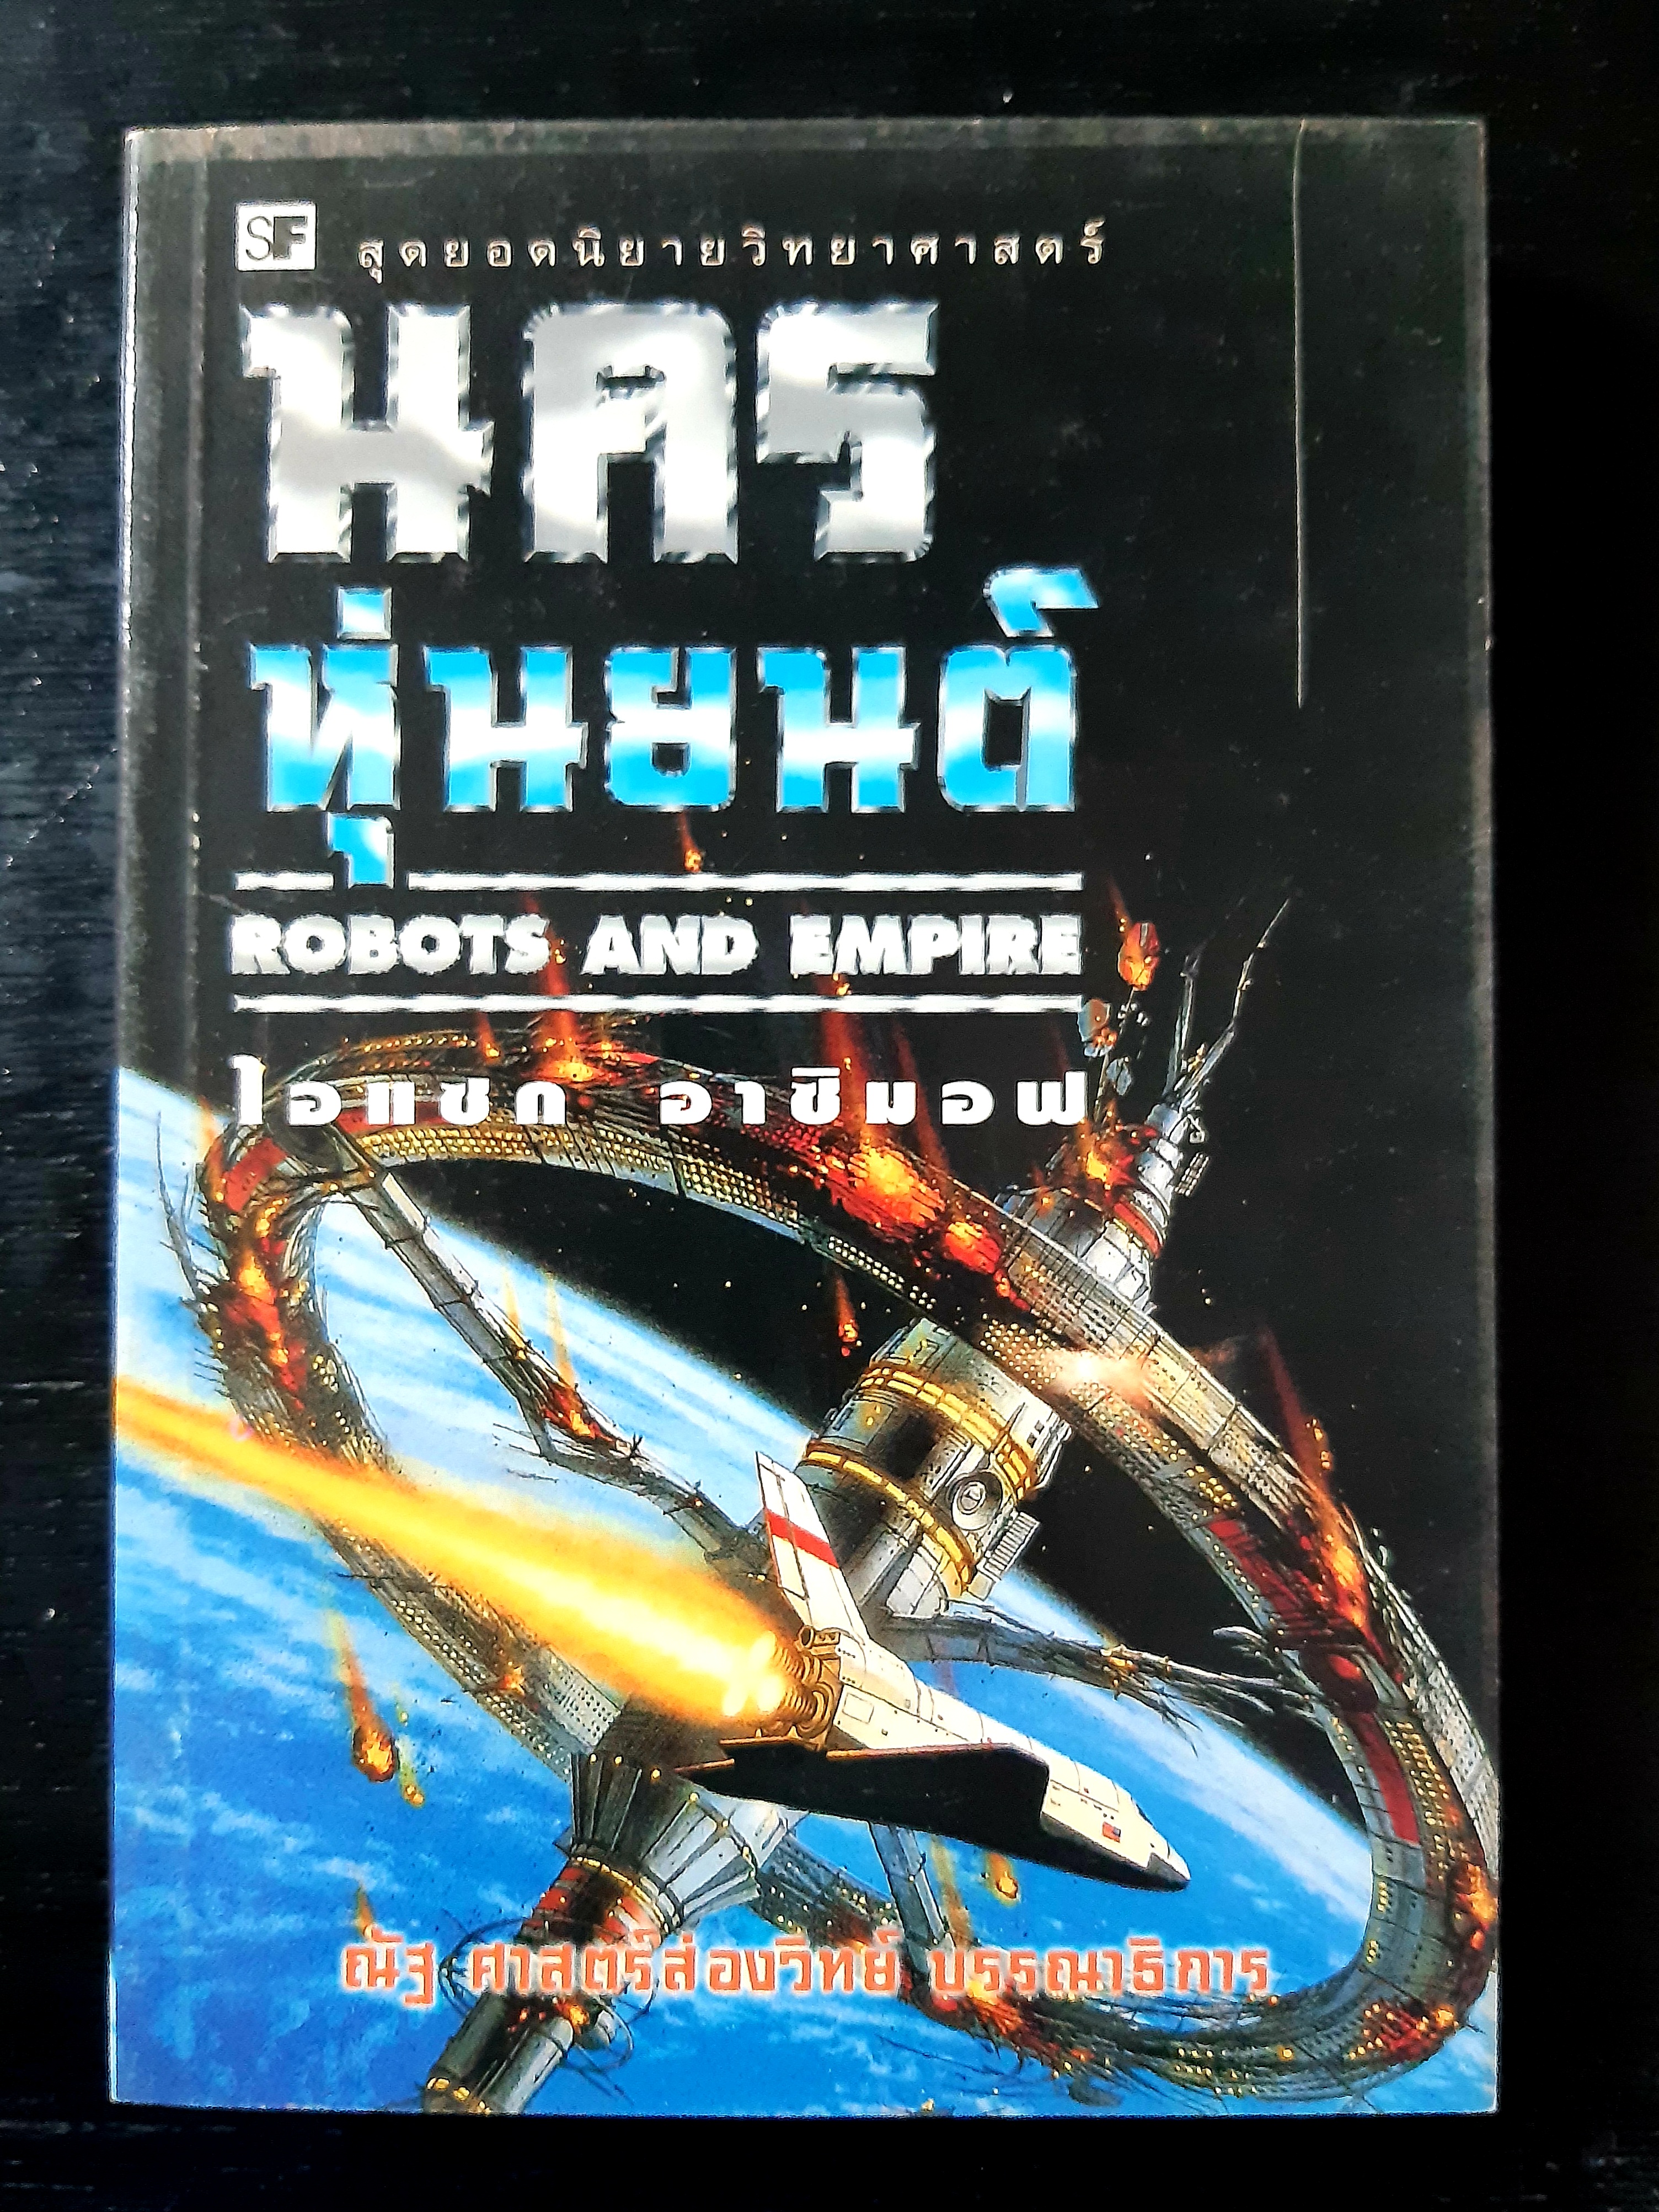 SF สุดยอดนิยายวิทยาศาสตร์
นคร
หุ่นยนต์
ROBOTS AND EMPIRE
ไอแซค อาซิมอฟ
ณัฐ ศาสตร์ส่องวิทย์ บรรณาธิการ